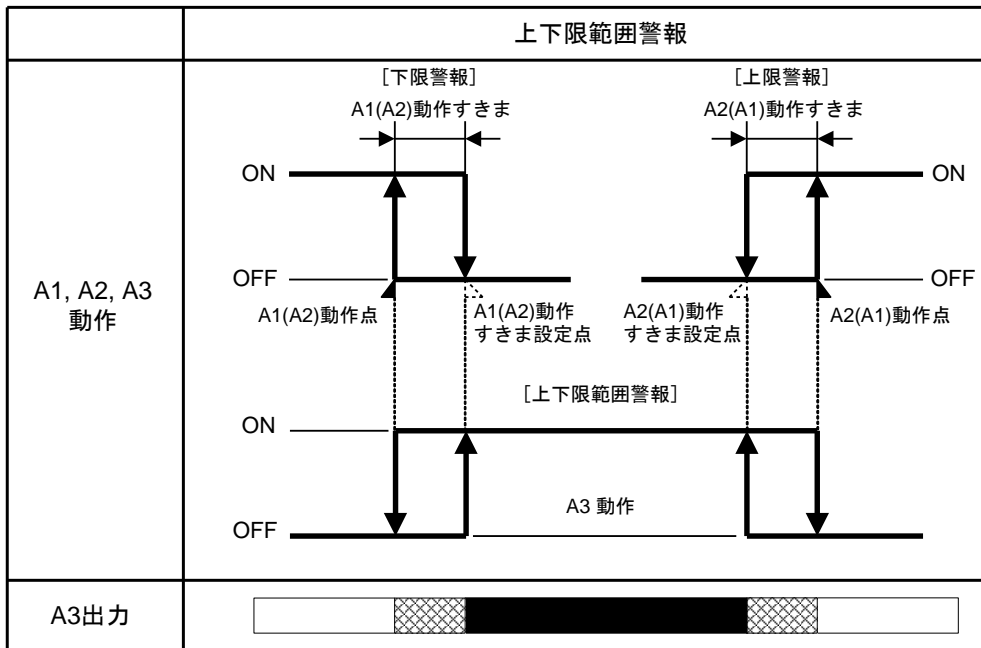 上下限範囲警報
[下限警報]
A1(A2)動作すきま
[上限警報]
A2(A1)動作すきま
ON
ON
OFF
OFF
A1, A2, A3
動作
A1(A2)動作点
A1(A2)動作
すきま設定点
A2(A1)動作
すきま設定点
A2(A1)動作点
[上下限範囲警報]
ON
A3 動作
OFF
A3出力